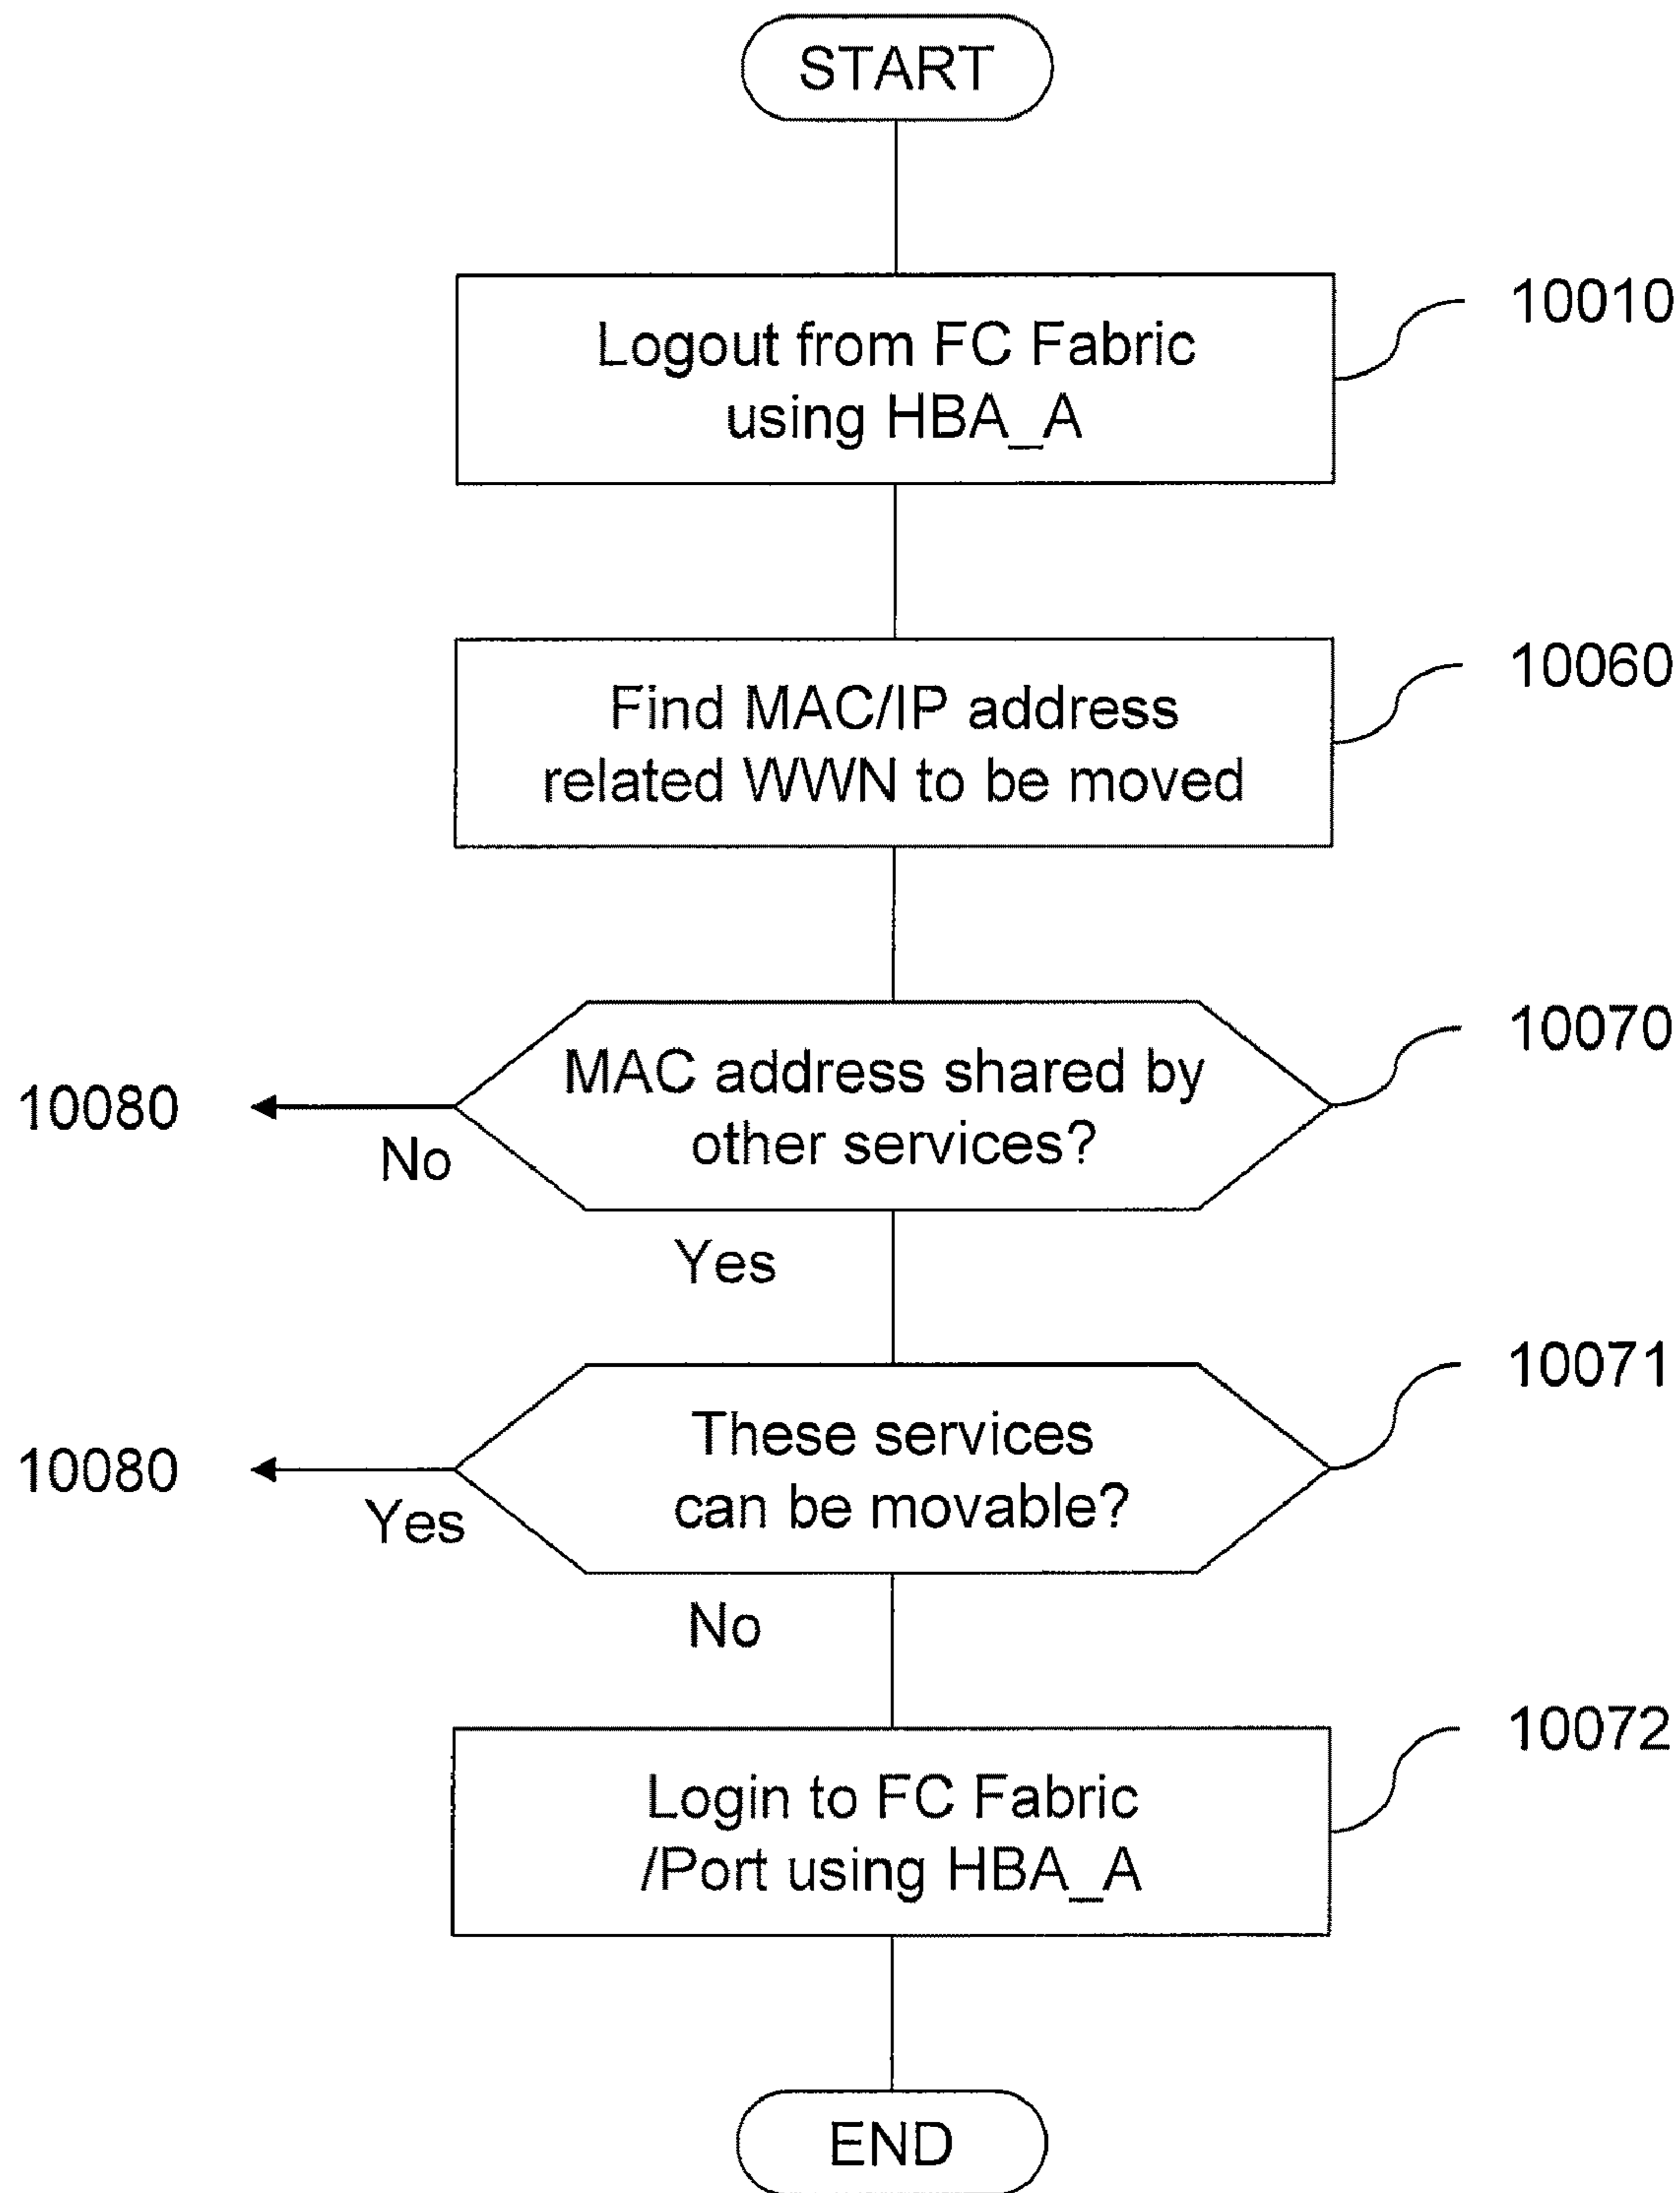 START
Logout from FC Fabric
using HBA_A
10010
Find MAC/IP address
related WWN to be moved
10060
MAC address shared by
other services?
10070
10080
No
Yes
These services
can be movable?
10071
10080
Yes
No
Login to FC Fabric
/Port using HBA_A
10072
END